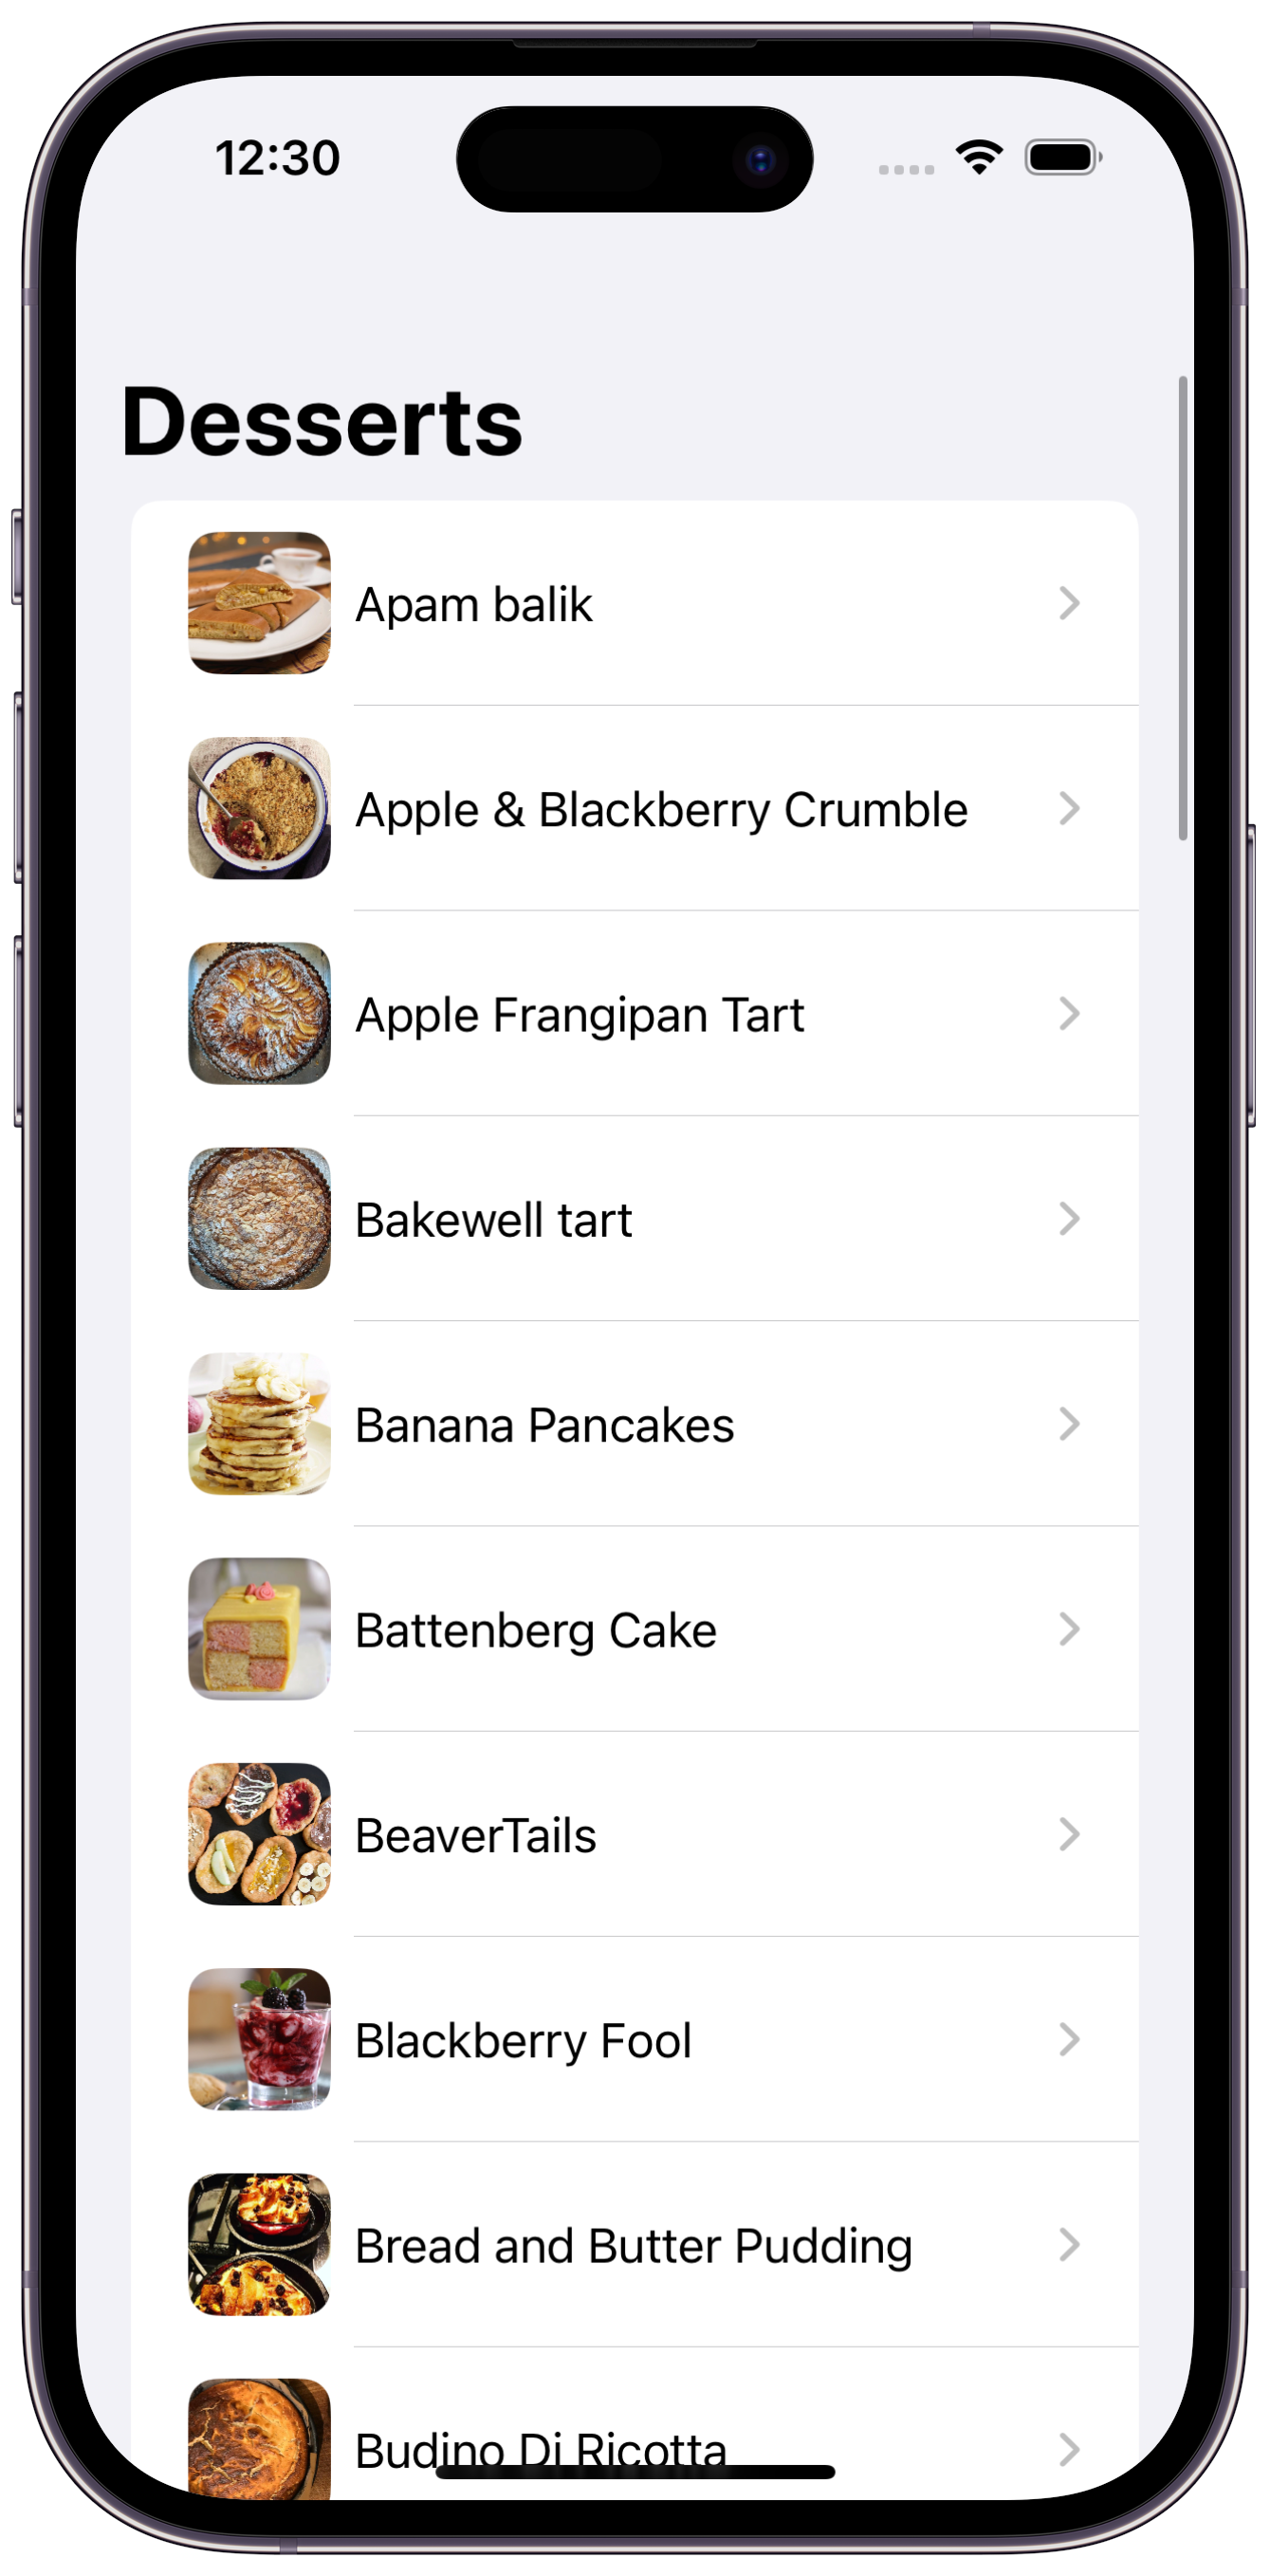 12:30
Desserts
Apam balik
Apple & Blackberry Crumble
Apple Frangipan Tart
Bakewell tart
Banana Pancakes
Battenberg Cake
BeaverTails
Blackberry Fool
Bread and Butter Pudding
Budino Di Ricotta